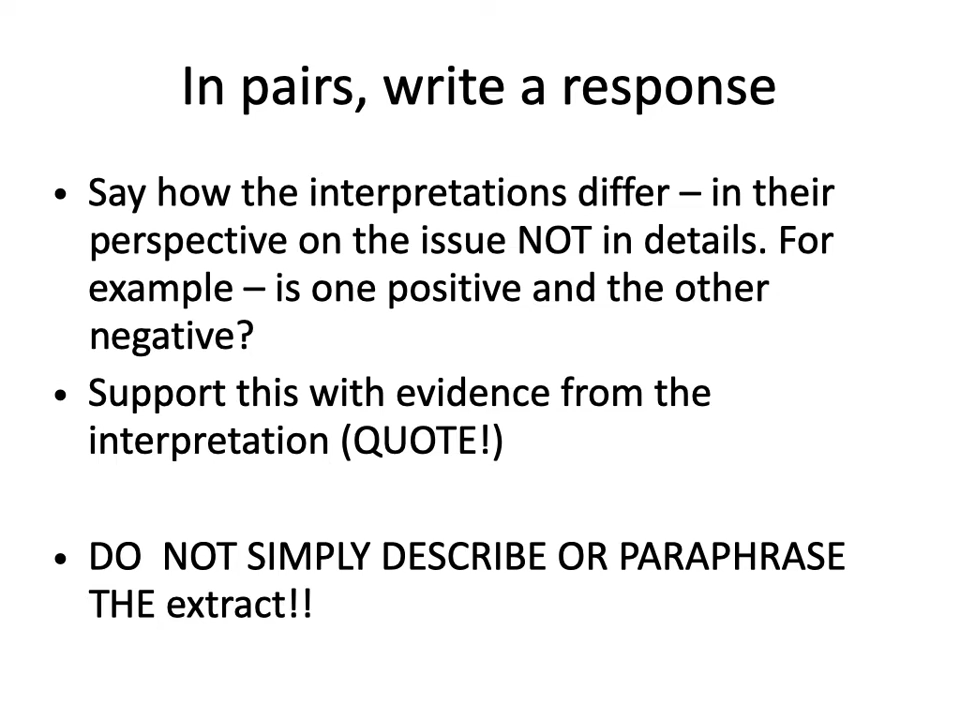 In pairs, write a response
• Say how the interpretations differ – in their
perspective on the issue NOT in details. For
example – is one positive and the other
negative?
• Support this with evidence from the
interpretation (QUOTE!)
• DO  NOT SIMPLY DESCRIBE OR PARAPHRASE
THE extract!!